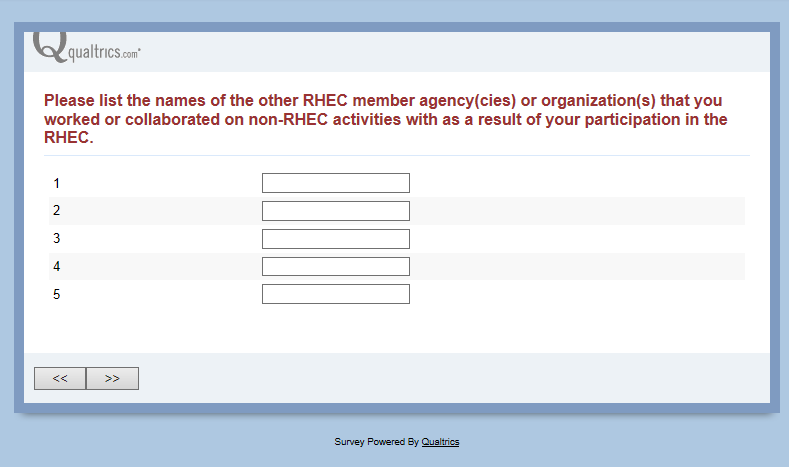 qualtrics.com
Please list the names of the other RHEC member agency(cies) or organization(s) that you
worked or collaborated on non-RHEC activities with as a result of your participation in the
RHEC.
1
2
3
4
5
<< >>
Survey Powered By Qualtrics